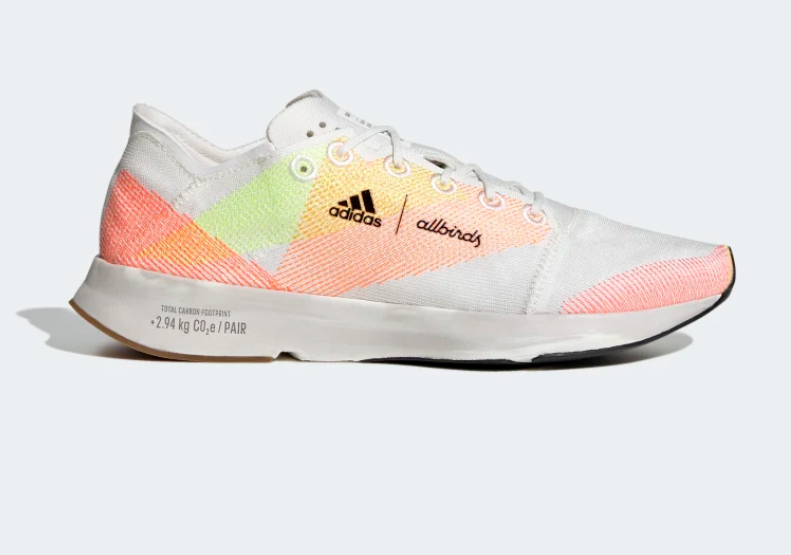 adidas | allbirds
TOTAL CARBON FOOTPRINT
+2.94 kg CO₂e / PAIR